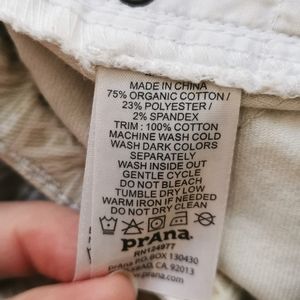 MADE IN CHINA
75% ORGANIC COTTON /
23% POLYESTER /
2% SPANDEX
TRIM : 100% COTTON
MACHINE WASH COLD
WASH DARK COLORS
SEPARATELY
WASH INSIDE OUT
GENTLE CYCLE
DO NOT BLEACH
TUMBLE DRY LOW
WARM IRON IF NEEDED
DO NOT DRY CLEAN
prAna
RN124977
PrAna P.O. BOX 130430
CA. 92013
www.prana.com